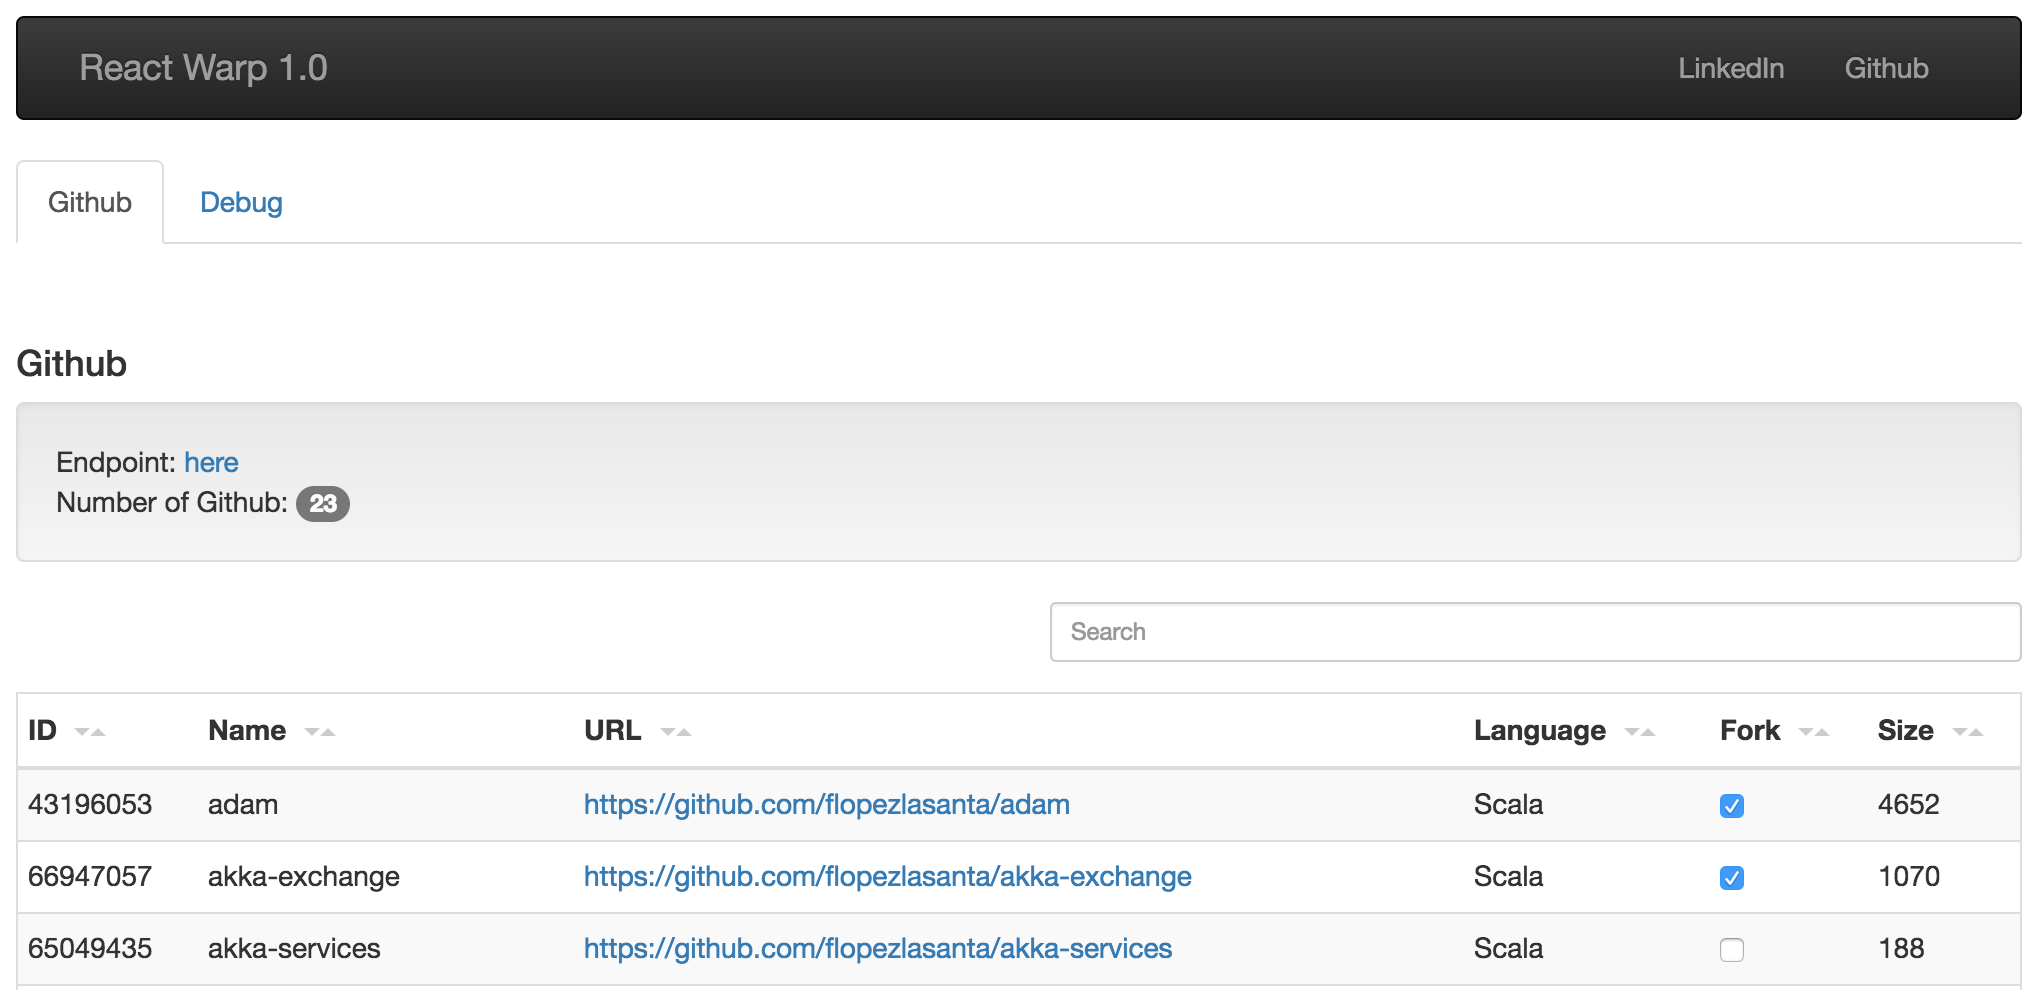 React Warp 1.0 LinkedIn Github
Github Debug
Github
Endpoint: here
Number of Github: 23
Search
ID Name URL Language Fork Size
43196053 adam https://github.com/flopezlasanta/adam Scala 4652
66947057 akka-exchange https://github.com/flopezlasanta/akka-exchange Scala 1070
65049435 akka-services https://github.com/flopezlasanta/akka-services Scala 188